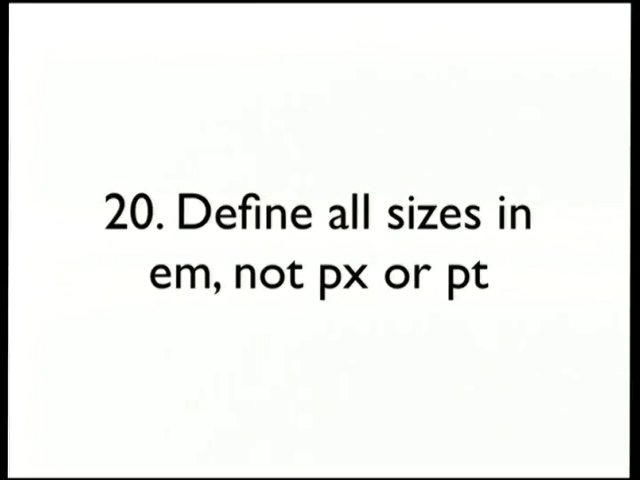 20. Define all sizes in
em, not px or pt